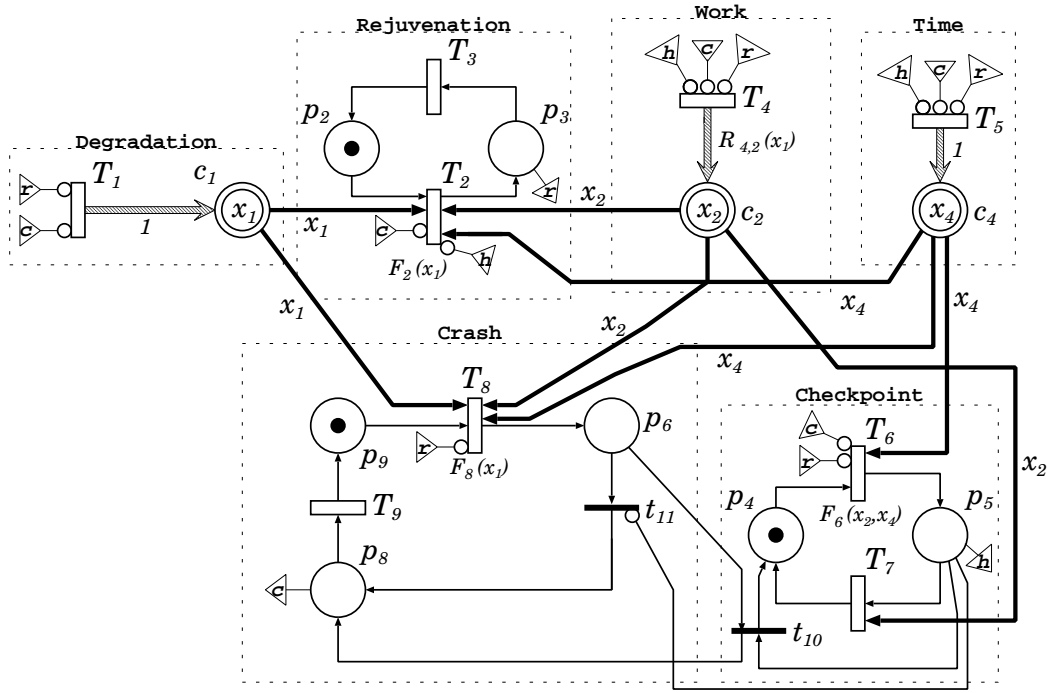 Rejuvenation
Work
Time
T3
h
c
r
h
c
r
p2
p3
T4
T5
Degradation
R4,2(x1)
1
r
T1
c1
T2
x2
r
x1
x1
x2
c2
x4
c4
c
1
c
h
F2(x1)
x1
x4
x4
x2
Crash
x4
T8
Checkpoint
c
T6
p6
r
p9
r
F8(x1)
x2
p4
F6(x2,x4)
p5
T9
t11
h
p8
T7
c
t10